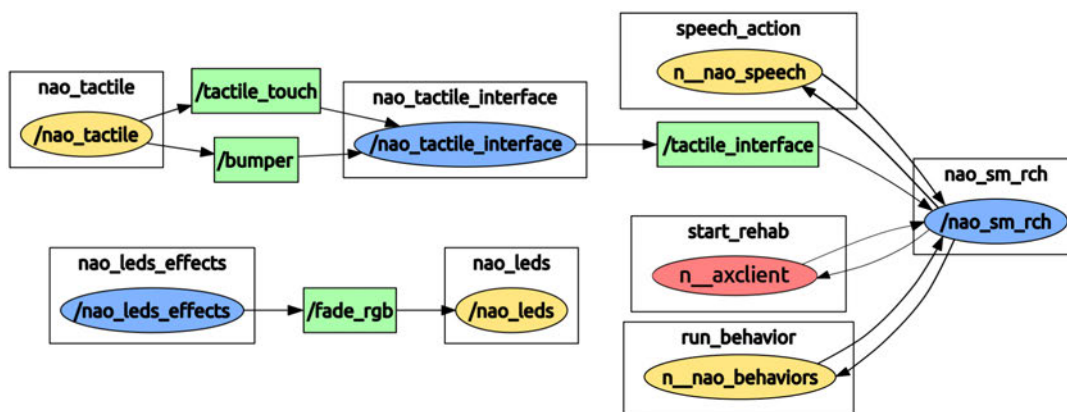 speech_action
n__nao_speech
nao_tactile
/nao_tactile
/tactile_touch
/bumper
nao_tactile_interface
/nao_tactile_interface
/tactile_interface
nao_sm_rch
/nao_sm_rch
start_rehab
n__axclient
nao_leds_effects
/nao_leds_effects
/fade_rgb
nao_leds
/nao_leds
run_behavior
n__nao_behaviors